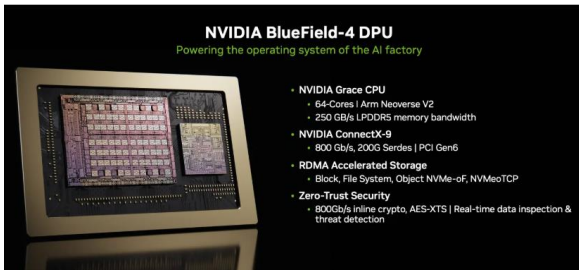 NVIDIA BlueField-4 DPU
Powering the operating system of the AI factory
• NVIDIA Grace CPU
• 64-Cores | Arm Neoverse V2
• 250 GB/s LPDDR5 memory bandwidth
• NVIDIA ConnectX-9
• 800 Gb/s, 200G Serdes | PCI Gen6
• RDMA Accelerated Storage
• Block, File System, Object NVMe-oF, NVMeoTCP
• Zero-Trust Security
• 800Gb/s inline crypto, AES-XTS | Real-time data inspection &
threat detection